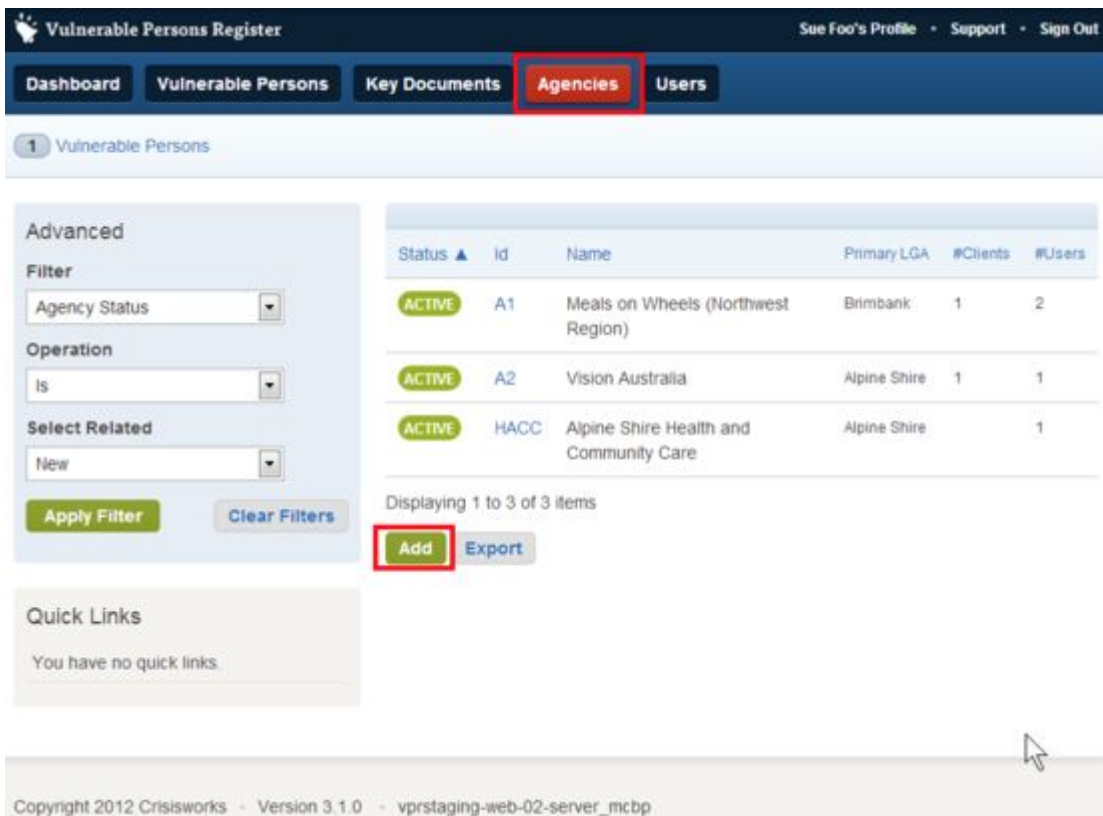 Vulnerable Persons Register
Sue Foo's Profile • Support • Sign Out
Dashboard Vulnerable Persons Key Documents Agencies Users
1 Vulnerable Persons
Advanced
Filter
Agency Status
Operation
Is
Select Related
New
Apply Filter Clear Filters
Quick Links
You have no quick links.
Status ▲ Id Name Primary LGA #Clients #Users
ACTIVE A1 Meals on Wheels (Northwest Brimbank 1 2
Region)
ACTIVE A2 Vision Australia Alpine Shire 1 1
ACTIVE HACC Alpine Shire Health and Alpine Shire 1
Community Care
Displaying 1 to 3 of 3 items
Add Export
Copyright 2012 Crisisworks · Version 3.1.0 · vprstaging-web-02-server_mcbp